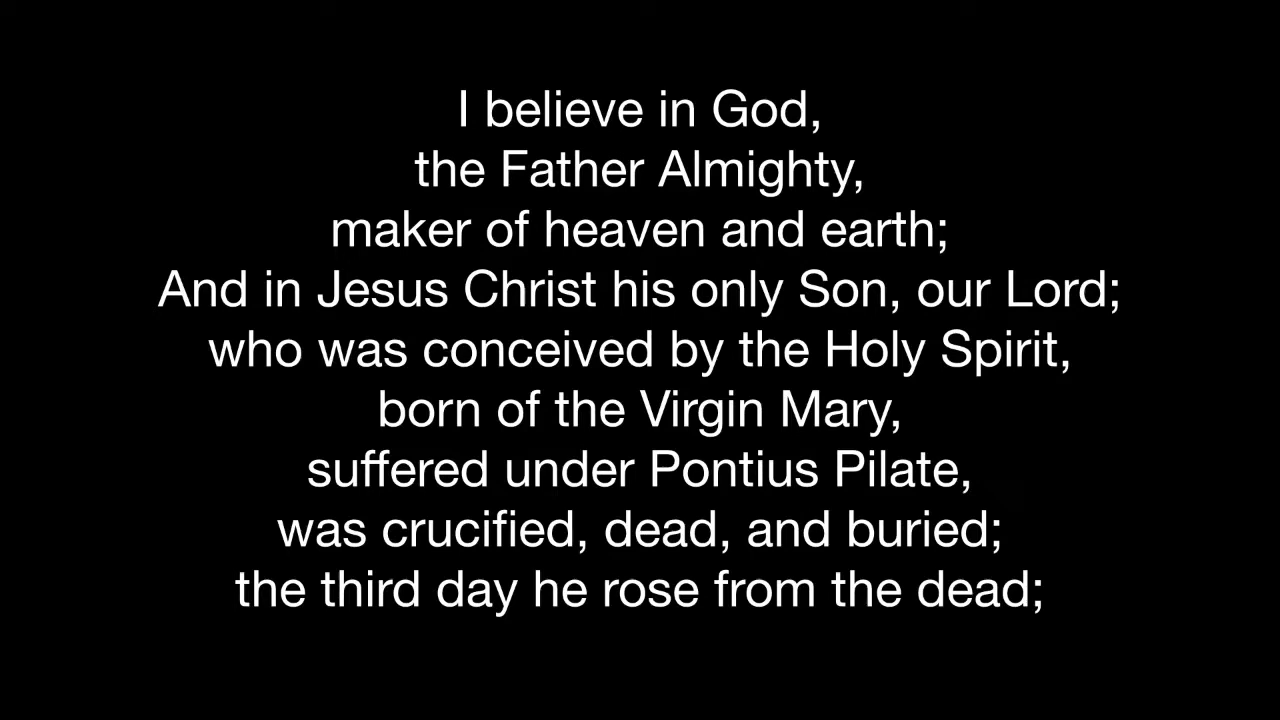 I believe in God,
the Father Almighty,
maker of heaven and earth;
And in Jesus Christ his only Son, our Lord;
who was conceived by the Holy Spirit,
born of the Virgin Mary,
suffered under Pontius Pilate,
was crucified, dead, and buried;
the third day he rose from the dead;